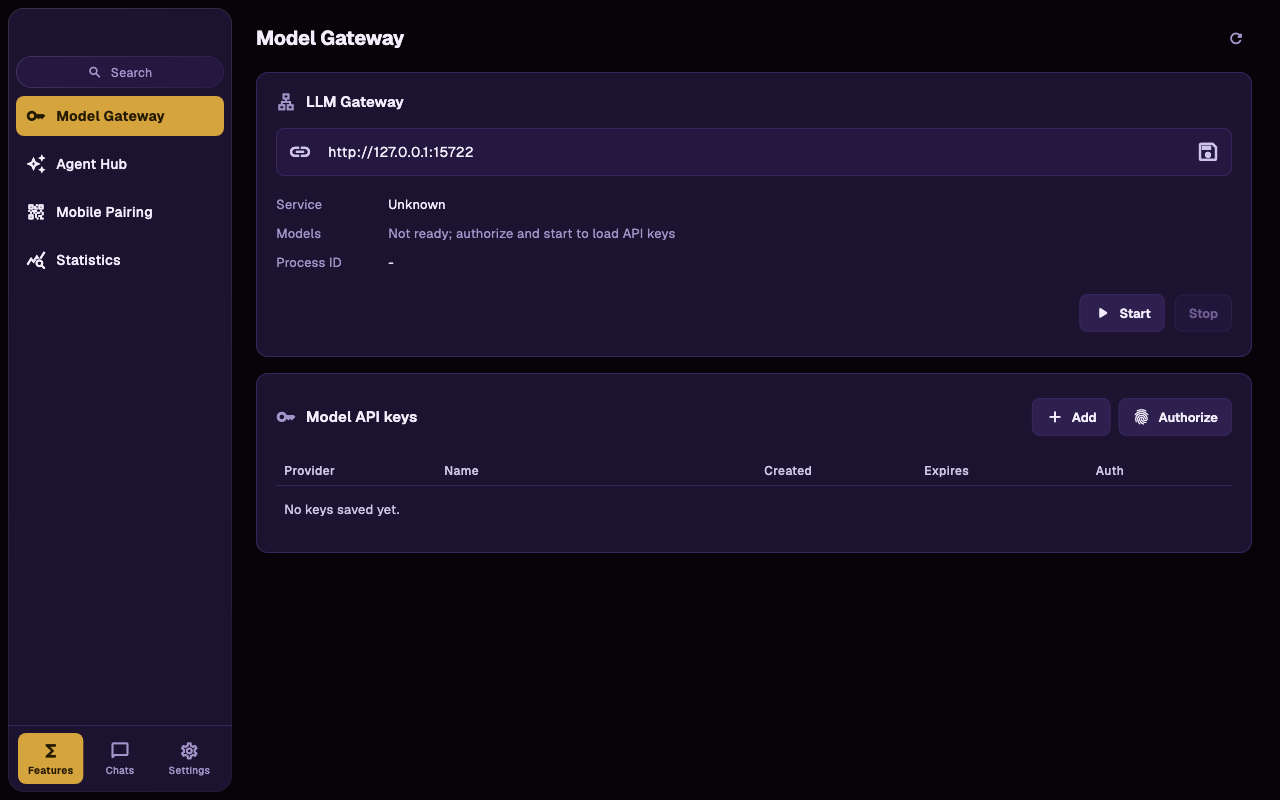 Search
Model Gateway
Agent Hub
Mobile Pairing
Statistics
Features
Chats
Settings
Model Gateway
LLM Gateway
http://127.0.0.1:15722
Service Unknown
Models Not ready; authorize and start to load API keys
Process ID -
Start Stop
Model API keys Add Authorize
Provider Name Created Expires Auth
No keys saved yet.